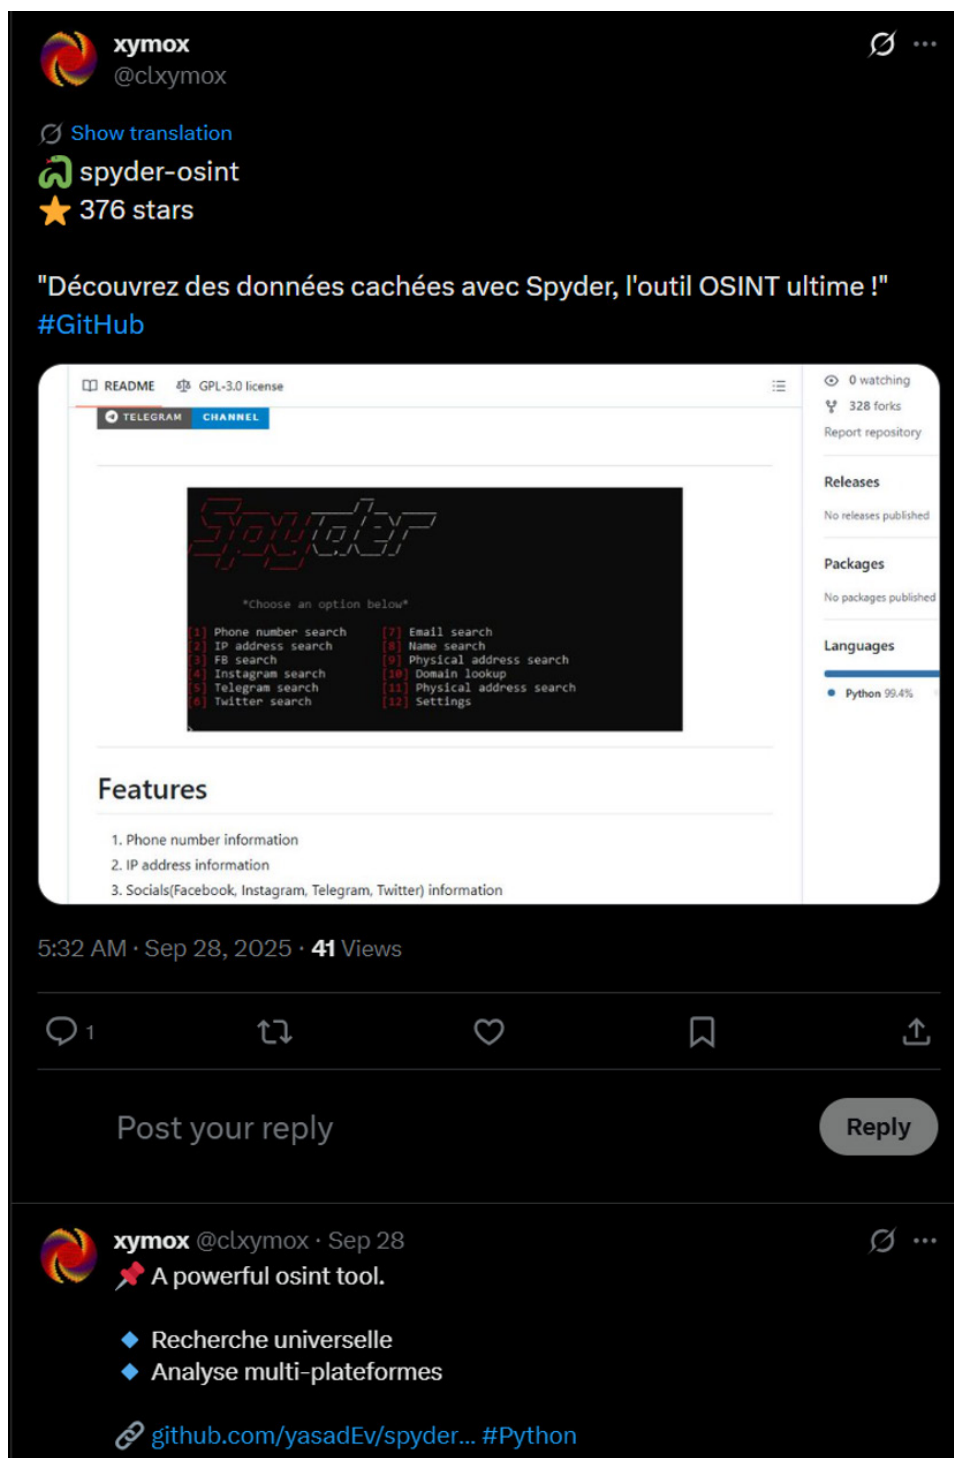 xymox
@clxymox
Show translation
spyder-osint
376 stars
"Découvrez des données cachées avec Spyder, l'outil OSINT ultime !"
#GitHub
README GPL-3.0 license
TELEGRAM CHANNEL
0 watching
328 forks
Report repository
Releases
No releases published
Packages
No packages published
Languages
Python 99.4%
Spyder
*Choose an option below*
[1] Phone number search [7] Email search
[2] IP address search [8] Name search
[3] FB search [9] Physical address search
[4] Instagram search [10] Domain lookup
[5] Telegram search [11] Physical address search
[6] Twitter search [12] Settings
Features
1. Phone number information
2. IP address information
3. Socials(Facebook, Instagram, Telegram, Twitter) information
5:32 AM · Sep 28, 2025 · 41 Views
1
Post your reply
Reply
xymox @clxymox · Sep 28
A powerful osint tool.
Recherche universelle
Analyse multi-plateformes
github.com/yasadEv/spyder... #Python